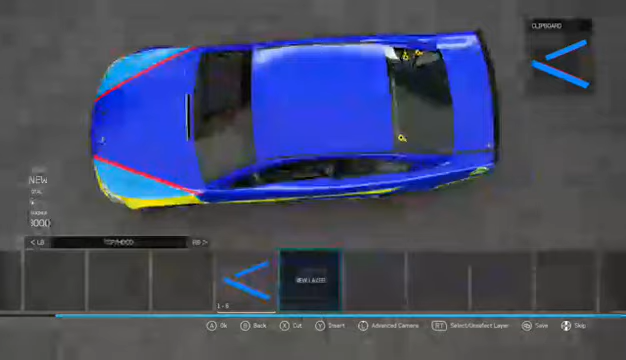 CLIPBOARD
NEW
3000
< LB TOP/HOOD RB >
NEW LAYER
1 - 6
A Ok B Back X Cut Y Insert L Advanced Camera RT Select/Unselect Layer Save Skip